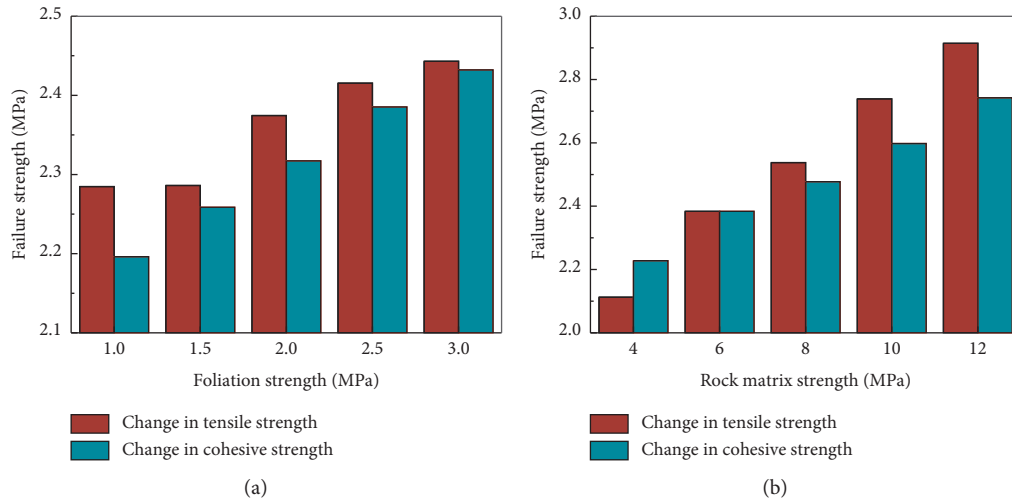 2.5
2.4
2.3
2.2
2.1
Failure strength (MPa)
1.0 1.5 2.0 2.5 3.0
Foliation strength (MPa)
Change in tensile strength
Change in cohesive strength
(a)
3.0
2.8
2.6
2.4
2.2
2.0
Failure strength (MPa)
4 6 8 10 12
Rock matrix strength (MPa)
Change in tensile strength
Change in cohesive strength
(b)